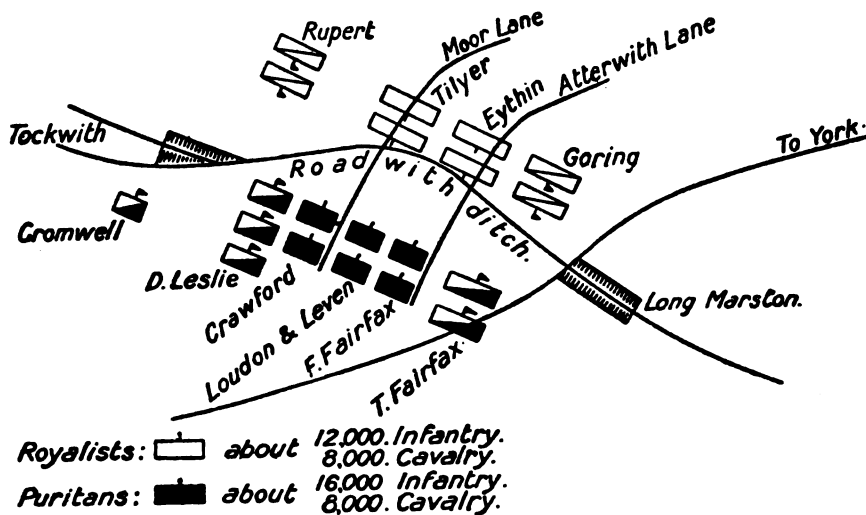 Rupert
Moor Lane
Tilyer
Eythin
Atterwith Lane
Tockwith
Road with ditch.
Goring
To York.
Cromwell
D. Leslie
Crawford
Loudon & Leven
F. Fairfax
T. Fairfax.
Long Marston.
Royalists: about 12,000. Infantry.
8,000. Cavalry.
Puritans: about 16,000 Infantry.
8,000. Cavalry.